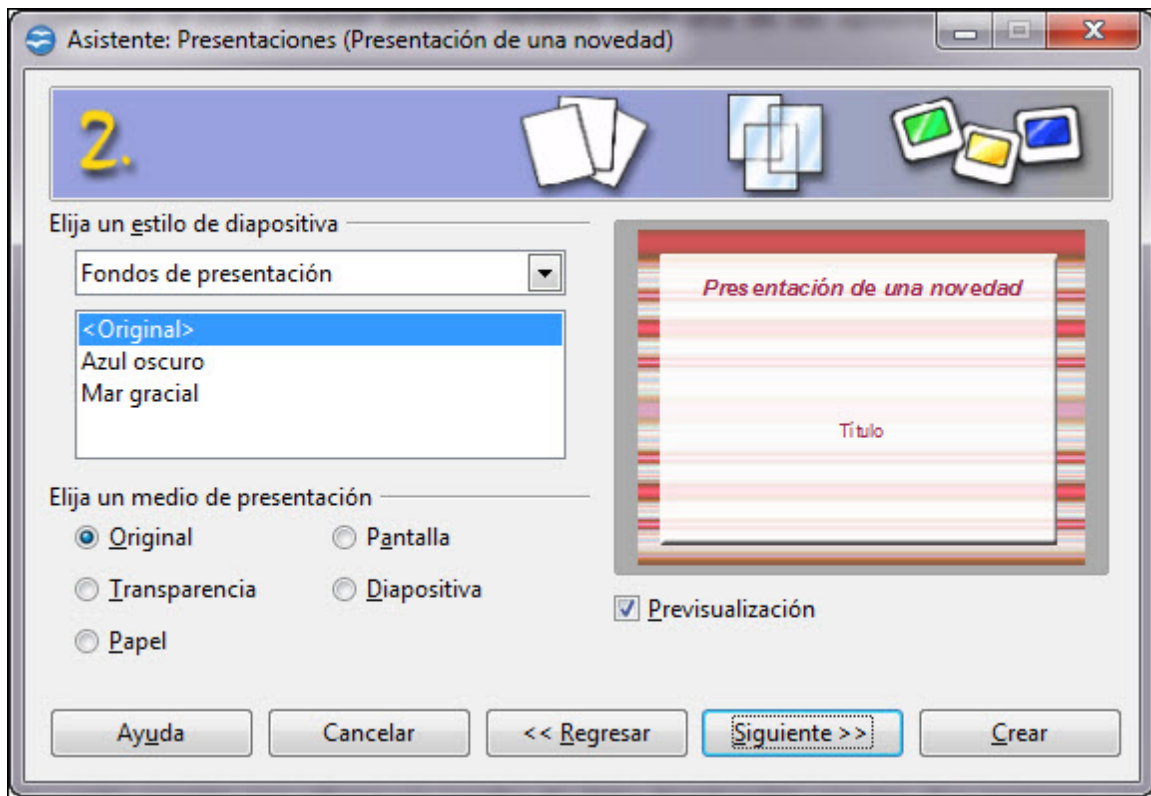 Asistente: Presentaciones (Presentación de una novedad)
2.
Elija un estilo de diapositiva
Fondos de presentación
<Original>
Azul oscuro
Mar gracial
Elija un medio de presentación
Original
Pantalla
Transparencia
Diapositiva
Papel
Presentación de una novedad
Título
Previsualización
Ayuda
Cancelar
<< Regresar
Siguiente >>
Crear